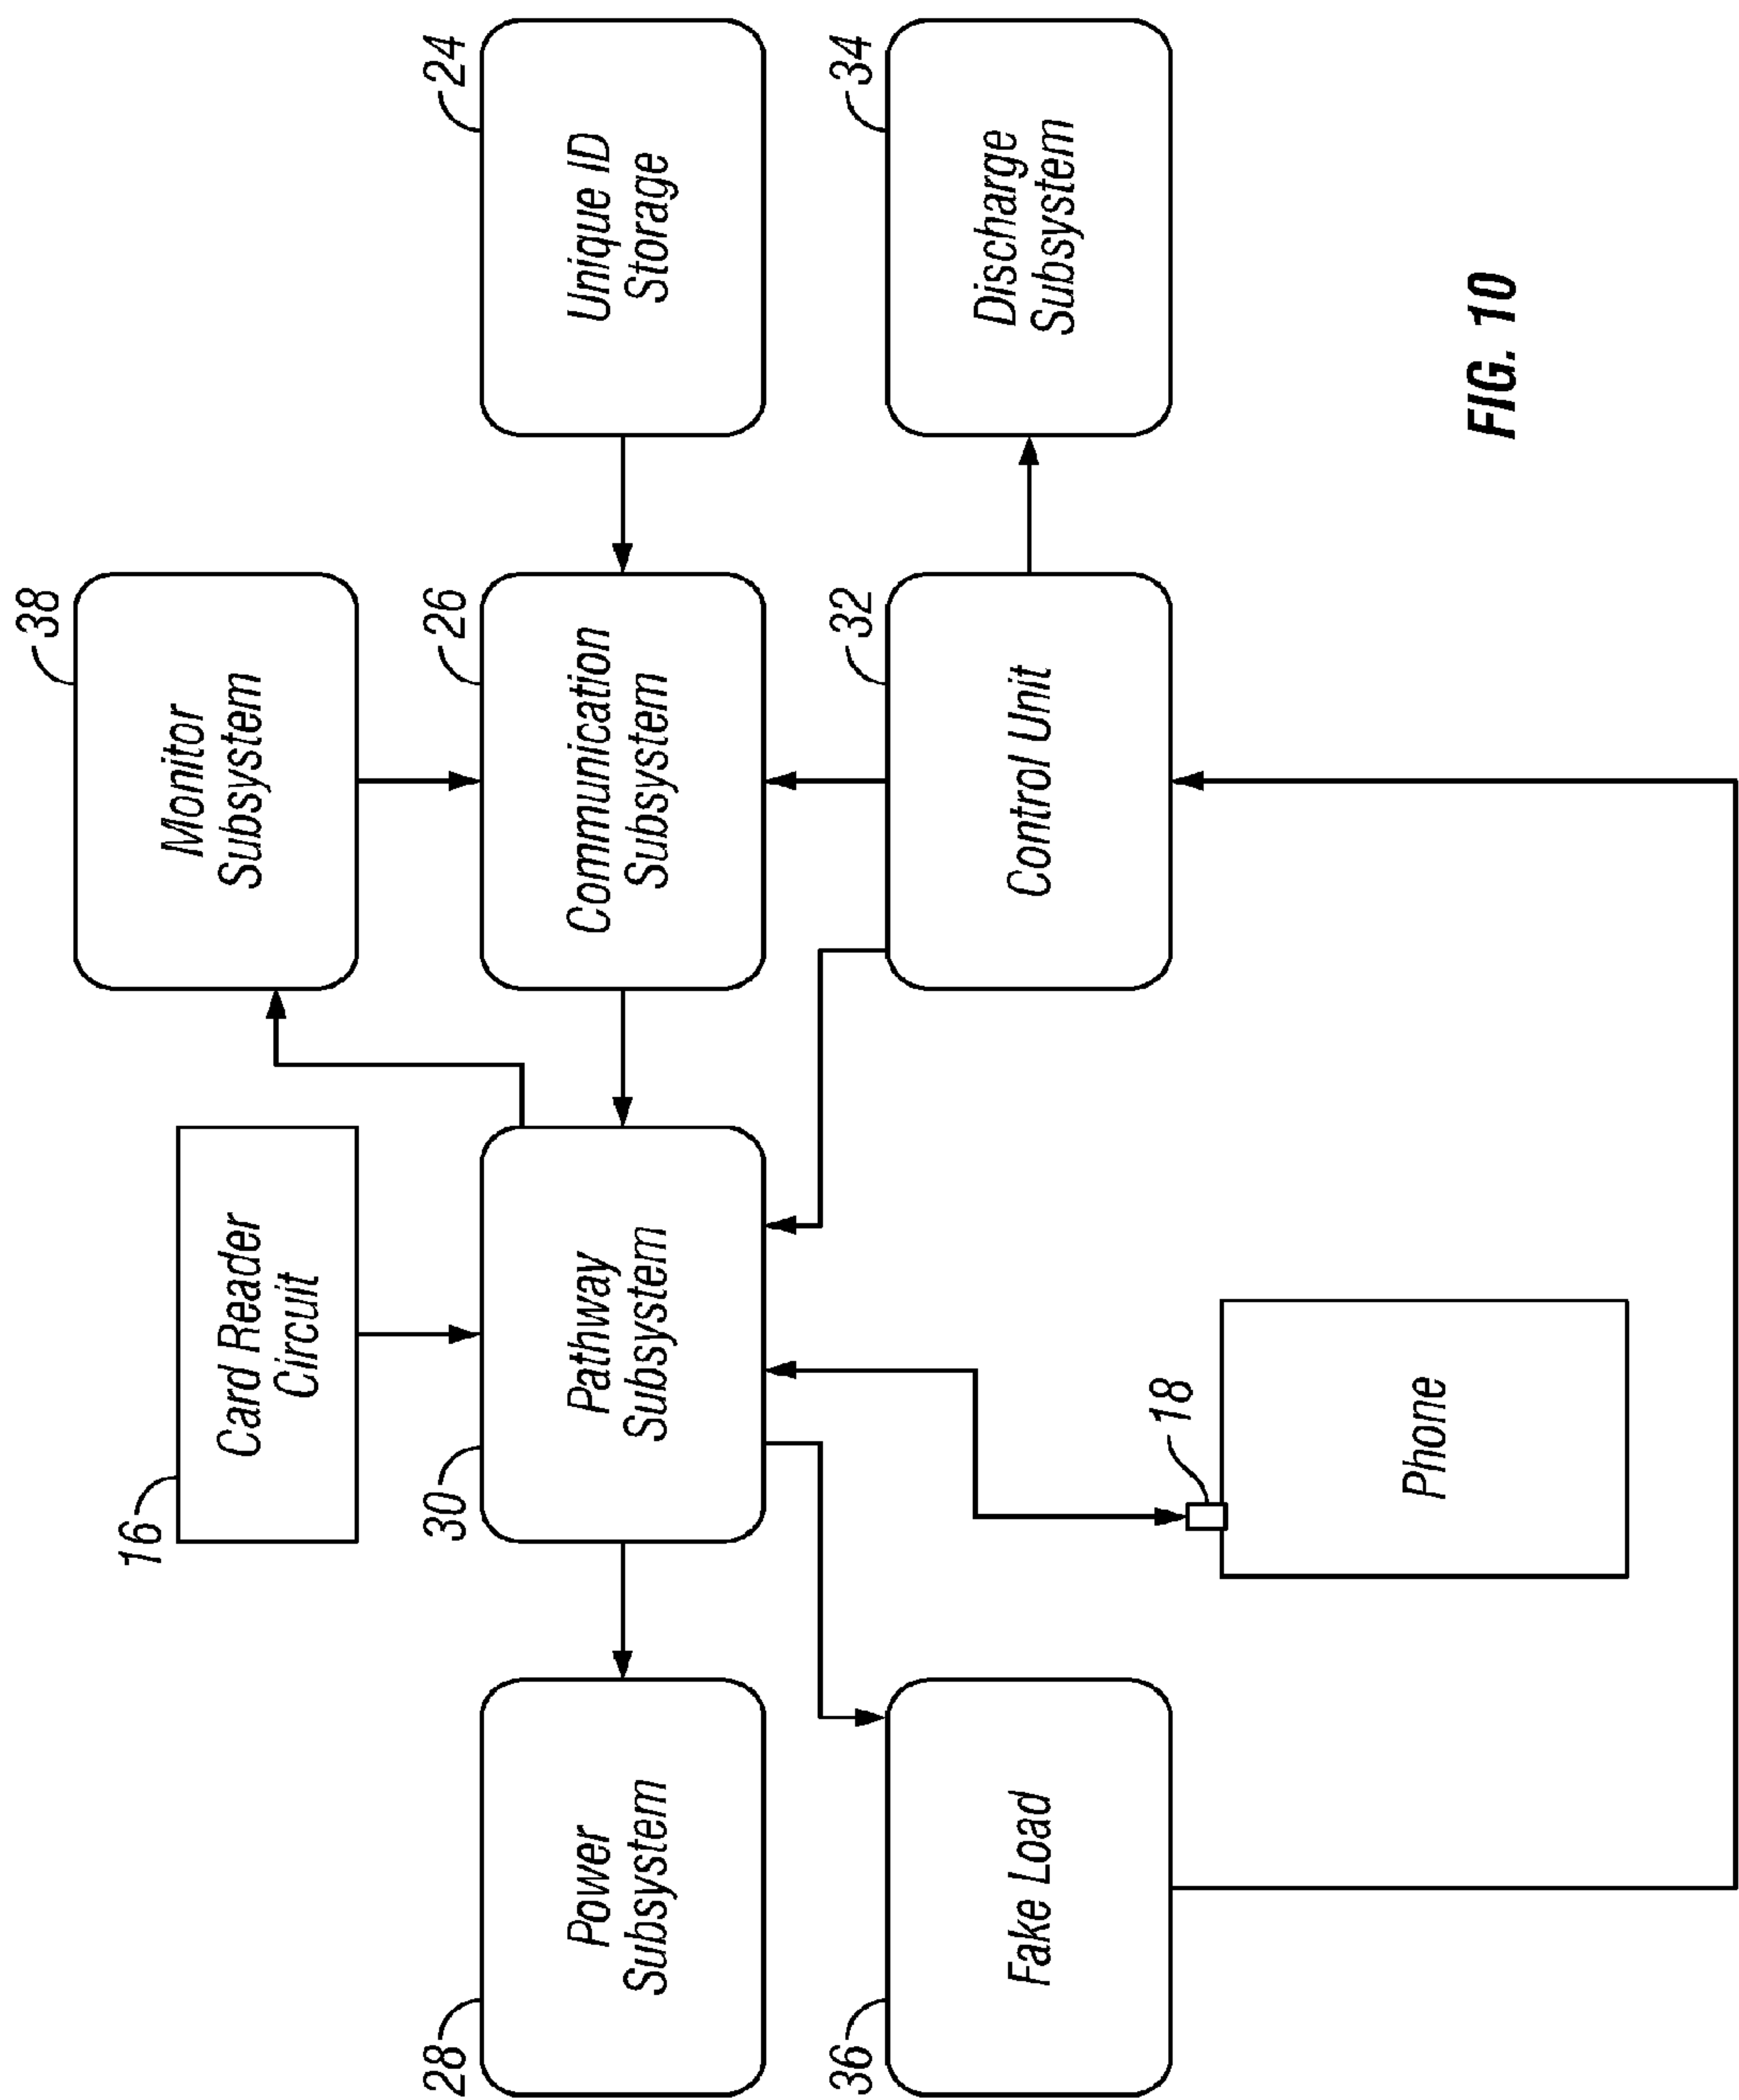 38
Monitor
Subsystem
16
Card Reader
Circuit
28
Power
Subsystem
30
Pathway
Subsystem
26
Communication
Subsystem
24
Unique ID
Storage
36
Fake Load
32
Control Unit
34
Discharge
Subsystem
18
Phone
FIG. 10